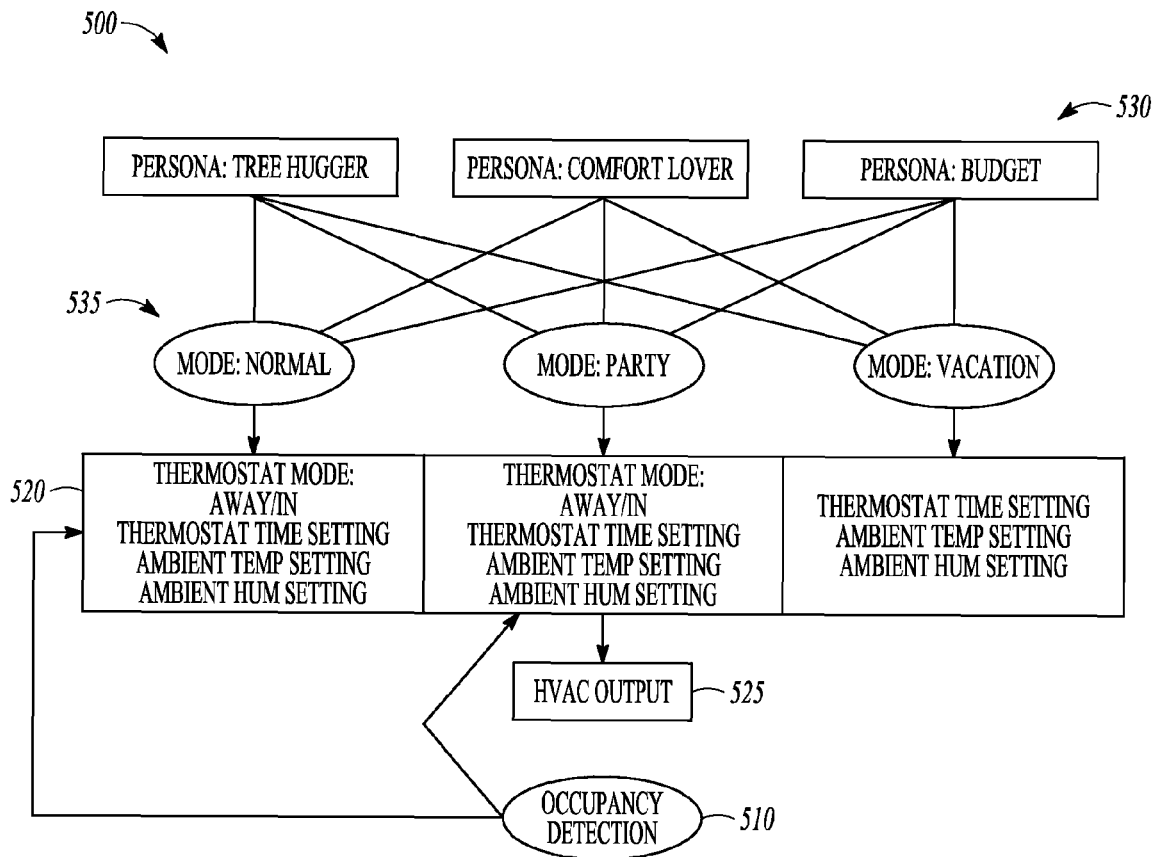 500
530
PERSONA: TREE HUGGER
PERSONA: COMFORT LOVER
PERSONA: BUDGET
535
MODE: NORMAL
MODE: PARTY
MODE: VACATION
520
THERMOSTAT MODE:
AWAY/IN
THERMOSTAT TIME SETTING
AMBIENT TEMP SETTING
AMBIENT HUM SETTING
THERMOSTAT MODE:
AWAY/IN
THERMOSTAT TIME SETTING
AMBIENT TEMP SETTING
AMBIENT HUM SETTING
THERMOSTAT TIME SETTING
AMBIENT TEMP SETTING
AMBIENT HUM SETTING
HVAC OUTPUT
525
OCCUPANCY
DETECTION
510